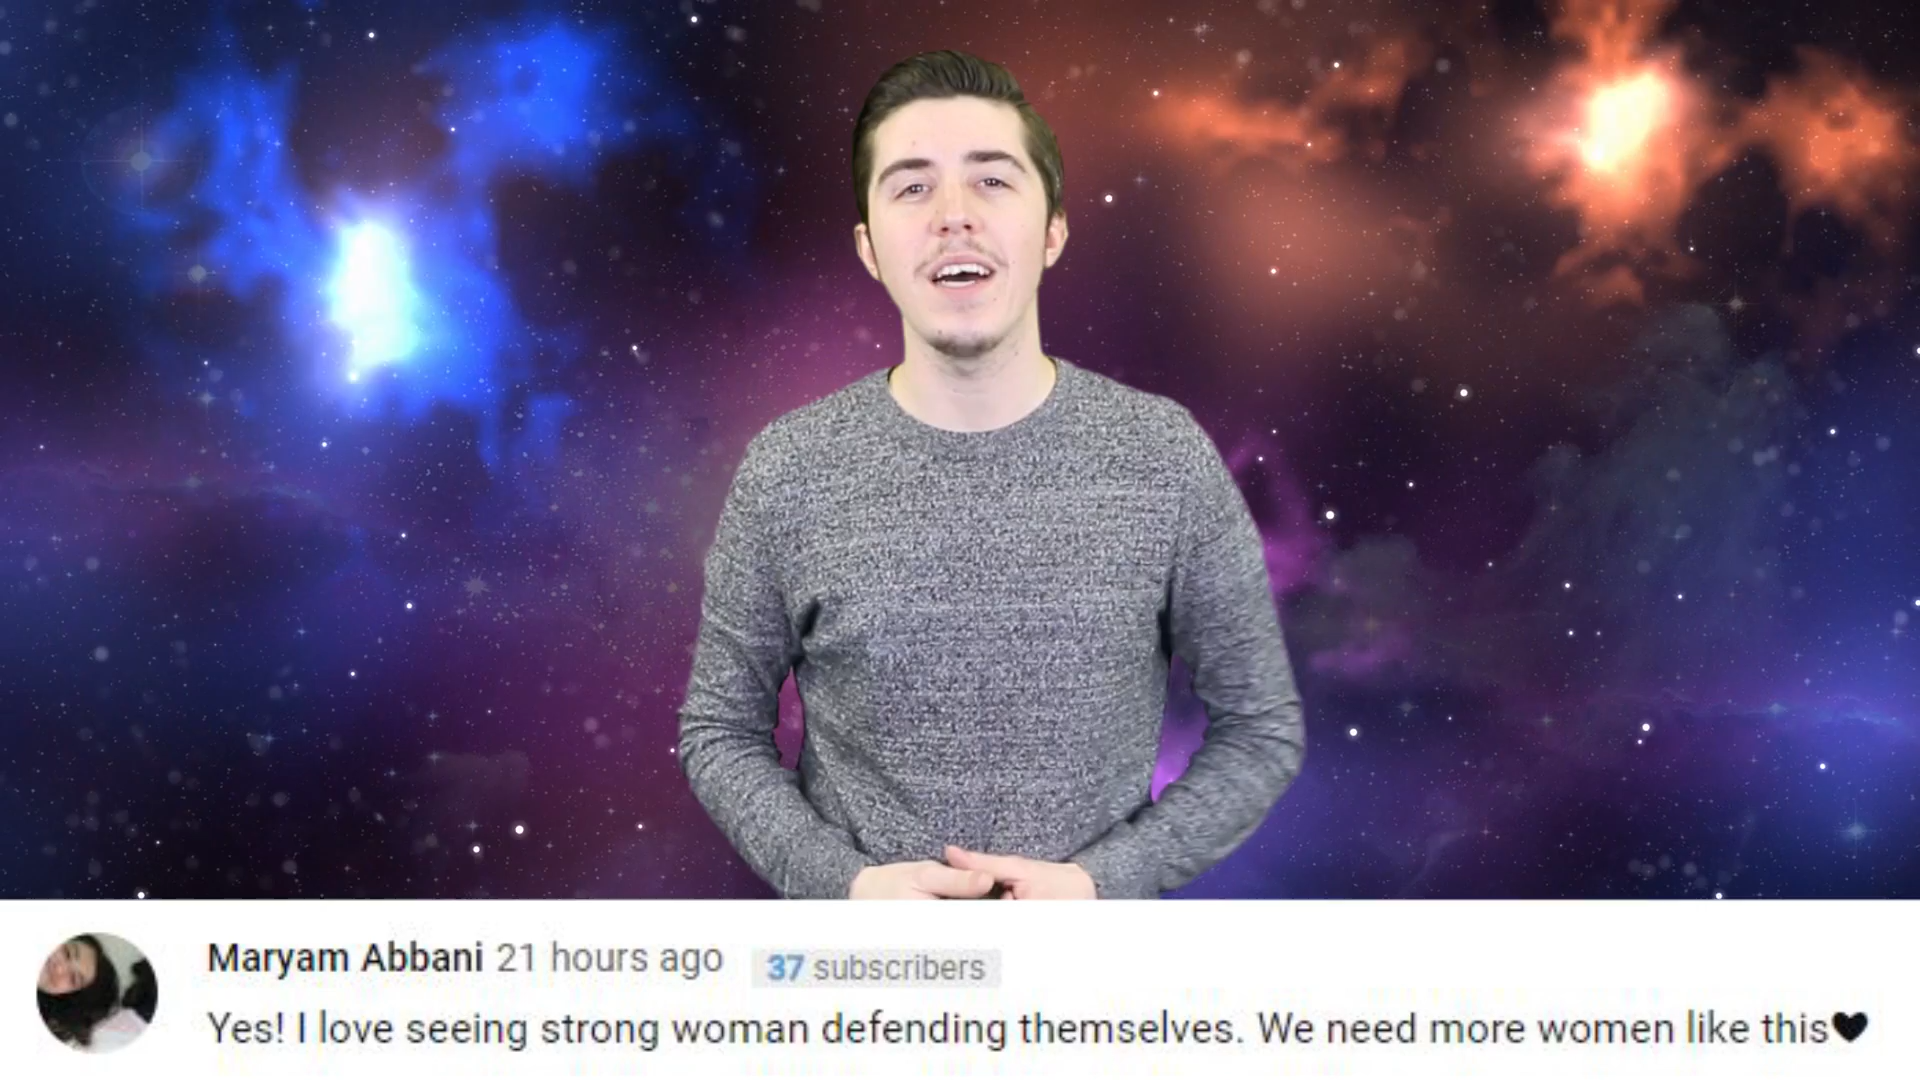 Maryam Abbani 21 hours ago 37 subscribers
Yes! I love seeing strong woman defending themselves. We need more women like this🖤